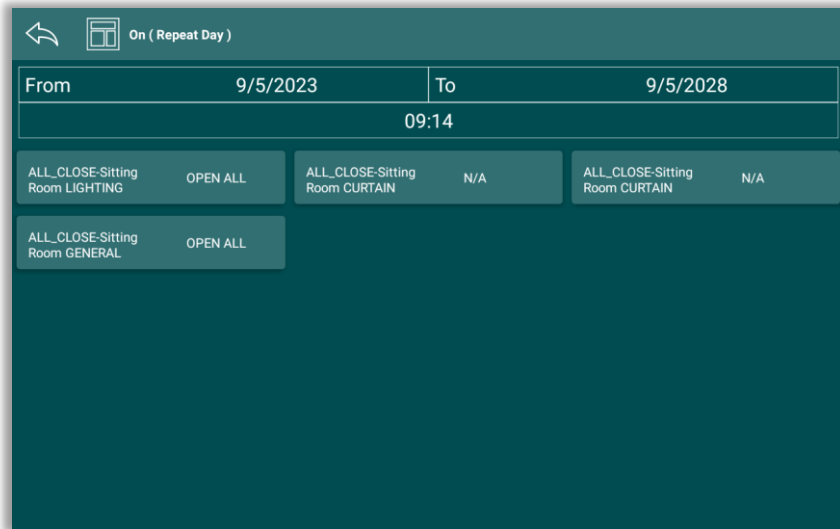 On ( Repeat Day )
From 9/5/2023 To 9/5/2028
09:14
ALL_CLOSE-Sitting
Room LIGHTING
OPEN ALL
ALL_CLOSE-Sitting
Room CURTAIN
N/A
ALL_CLOSE-Sitting
Room CURTAIN
N/A
ALL_CLOSE-Sitting
Room GENERAL
OPEN ALL